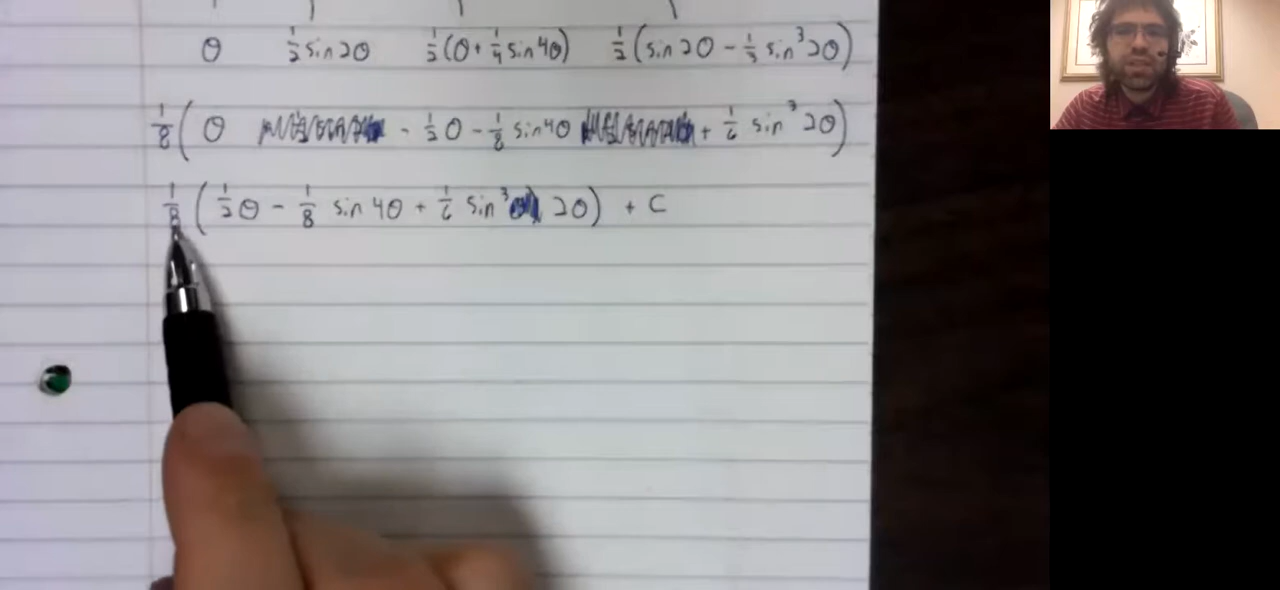 θ ½ sin 2θ ½(θ + ¼ sin 4θ) ½(sin 2θ - ⅓ sin³ 2θ)
⅛(θ - ½θ - ⅛ sin 4θ + ⅙ sin³ 2θ)
⅛(½θ - ⅛ sin 4θ + ⅙ sin³ 2θ) + C